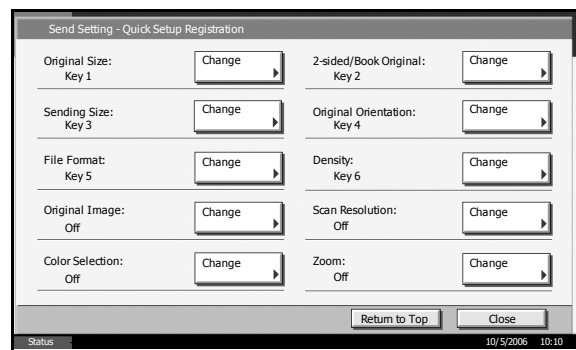 Send Setting - Quick Setup Registration
Original Size:
Key 1
Change
2-sided/Book Original:
Key 2
Change
Sending Size:
Key 3
Change
Original Orientation:
Key 4
Change
File Format:
Key 5
Change
Density:
Key 6
Change
Original Image:
Off
Change
Scan Resolution:
Off
Change
Color Selection:
Off
Change
Zoom:
Off
Change
Return to Top
Close
Status
10/5/2006 10:10